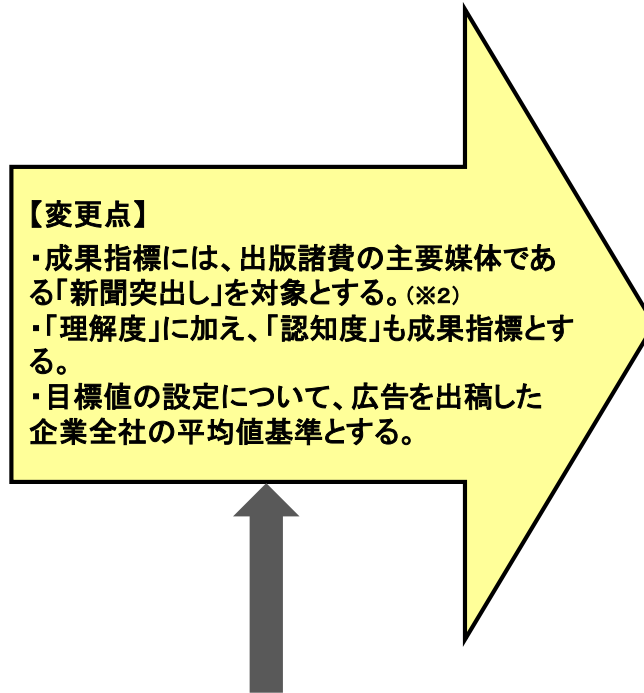 【変更点】
・成果指標には、出版諸費の主要媒体であ
る「新聞突出し」を対象とする。(※2)
・「理解度」に加え、「認知度」も成果指標とす
る。
・目標値の設定について、広告を出稿した
企業全社の平均値基準とする。